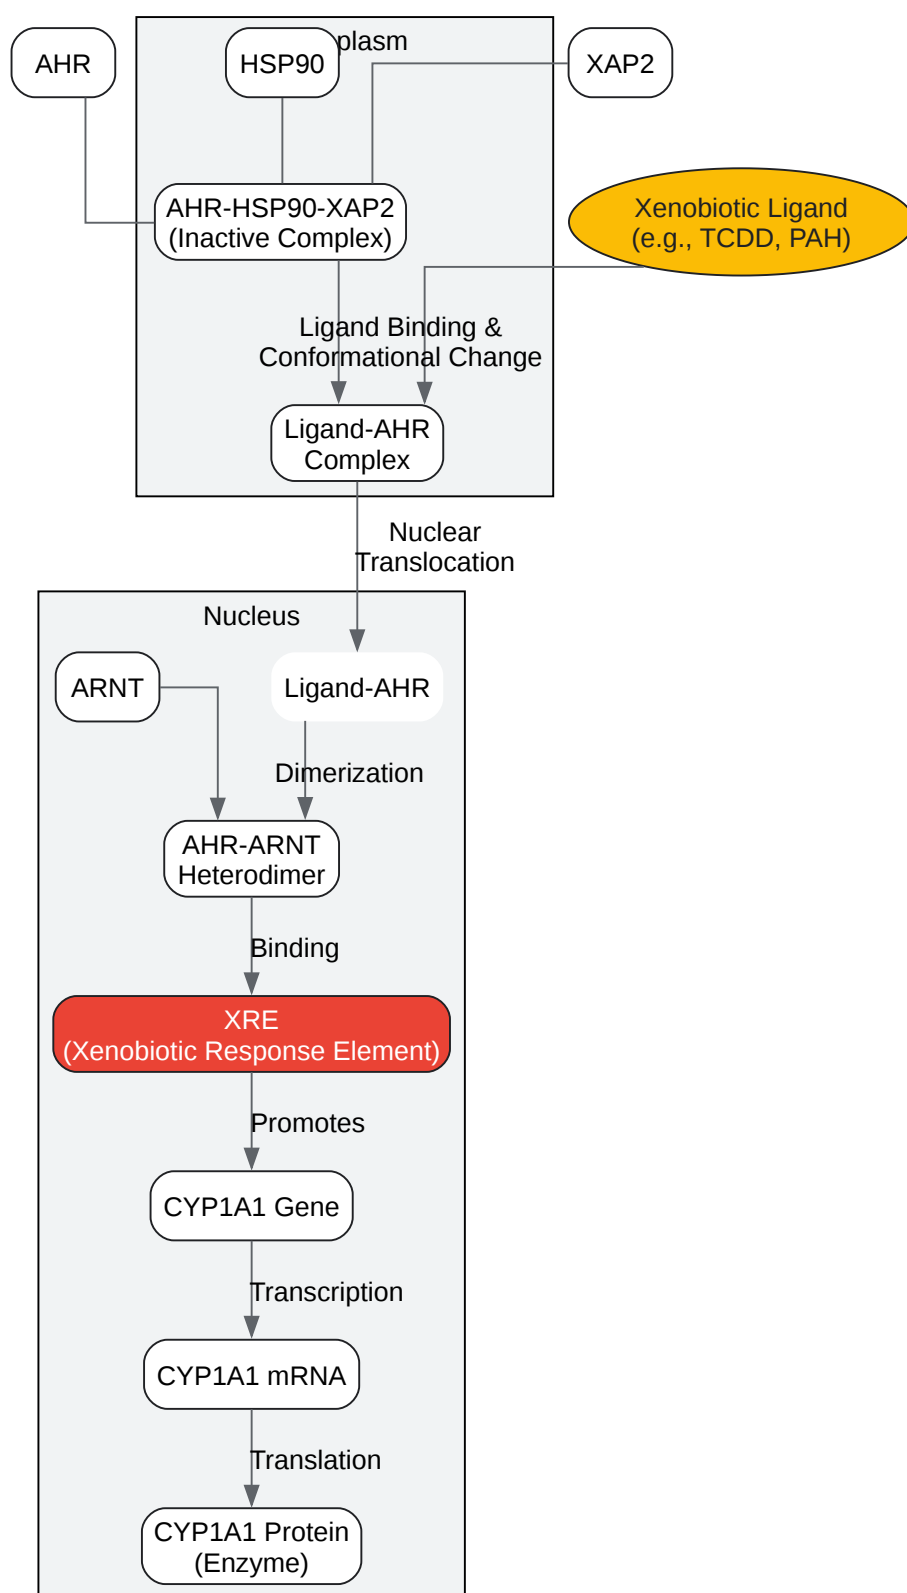 AHR
HSP90
plasm
XAP2
AHR-HSP90-XAP2
(Inactive Complex)
Xenobiotic Ligand
(e.g., TCDD, PAH)
Ligand Binding &
Conformational Change
Ligand-AHR
Complex
Nuclear
Translocation
Nucleus
ARNT
Ligand-AHR
Dimerization
AHR-ARNT
Heterodimer
Binding
XRE
(Xenobiotic Response Element)
Promotes
CYP1A1 Gene
Transcription
CYP1A1 mRNA
Translation
CYP1A1 Protein
(Enzyme)